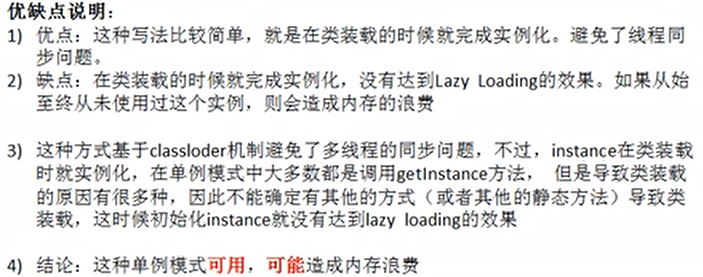 优缺点说明：
1) 优点：这种写法比较简单，就是在类装载的时候就完成实例化。避免了线程同
步问题。
2) 缺点：在类装载的时候就完成实例化，没有达到Lazy Loading的效果。如果从始
至终从未使用过这个实例，则会造成内存的浪费
3) 这种方式基于classloder机制避免了多线程的同步问题，不过，instance在类装载
时就实例化，在单例模式中大多数都是调用getInstance方法， 但是导致类装载
的原因有很多种，因此不能确定有其他的方式（或者其他的静态方法）导致类
装载，这时候初始化instance就没有达到lazy loading的效果
4) 结论：这种单例模式可用，可能造成内存浪费